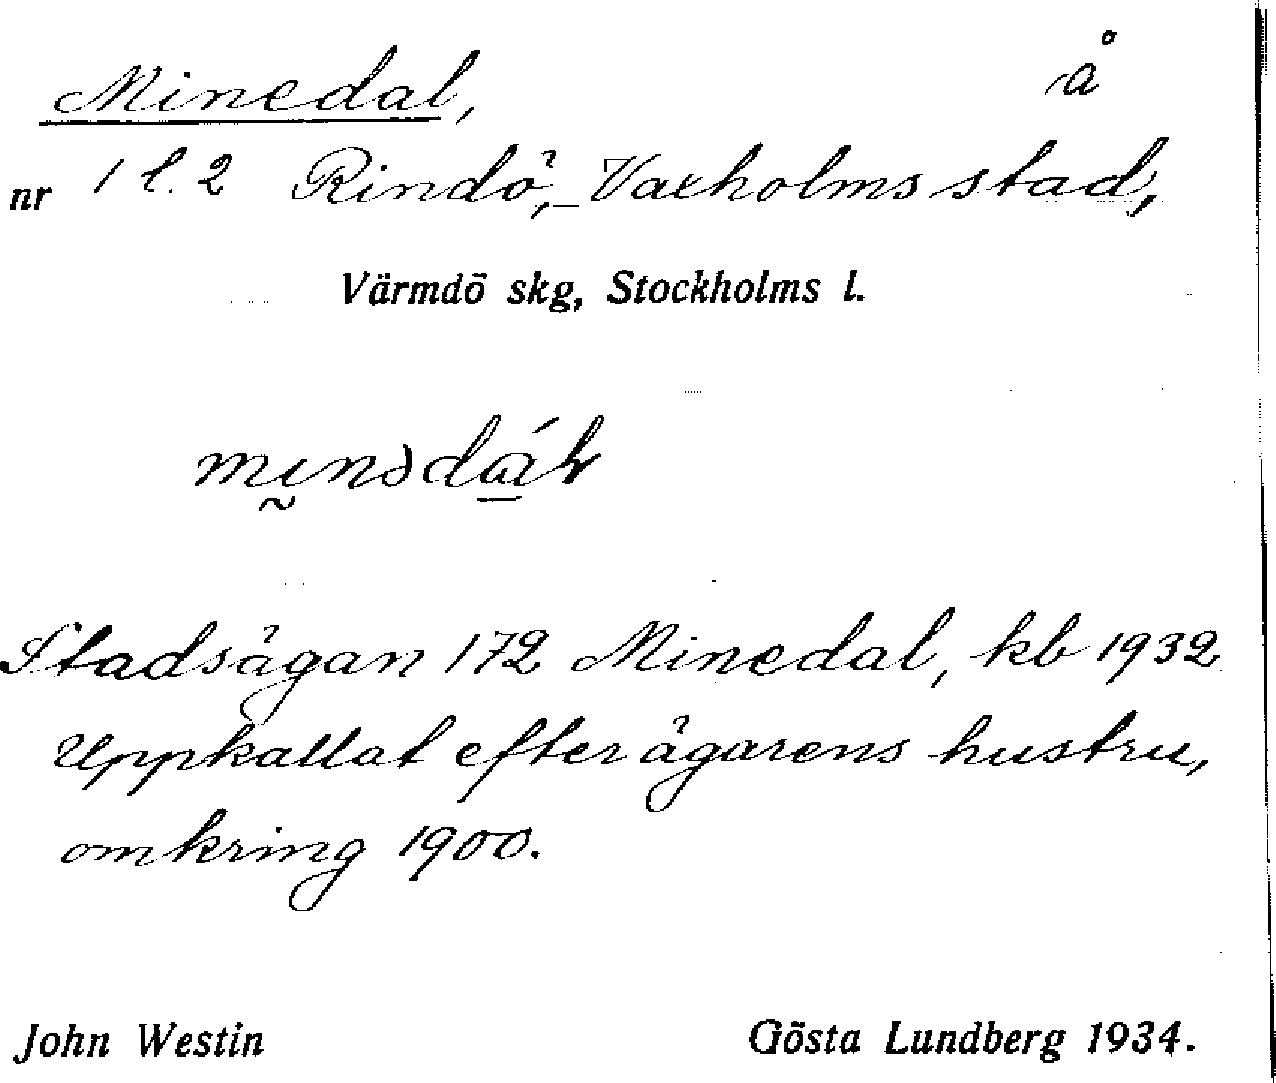 Minedal, å
nr 1 l. 2 Rindö, Vaxholms stad,
Värmdö skg, Stockholms l.
Stadsägan 172 Minedal, kb 1932
Uppkallat efter ägarens hustru,
omkring 1900.
John Westin Gösta Lundberg 1934.